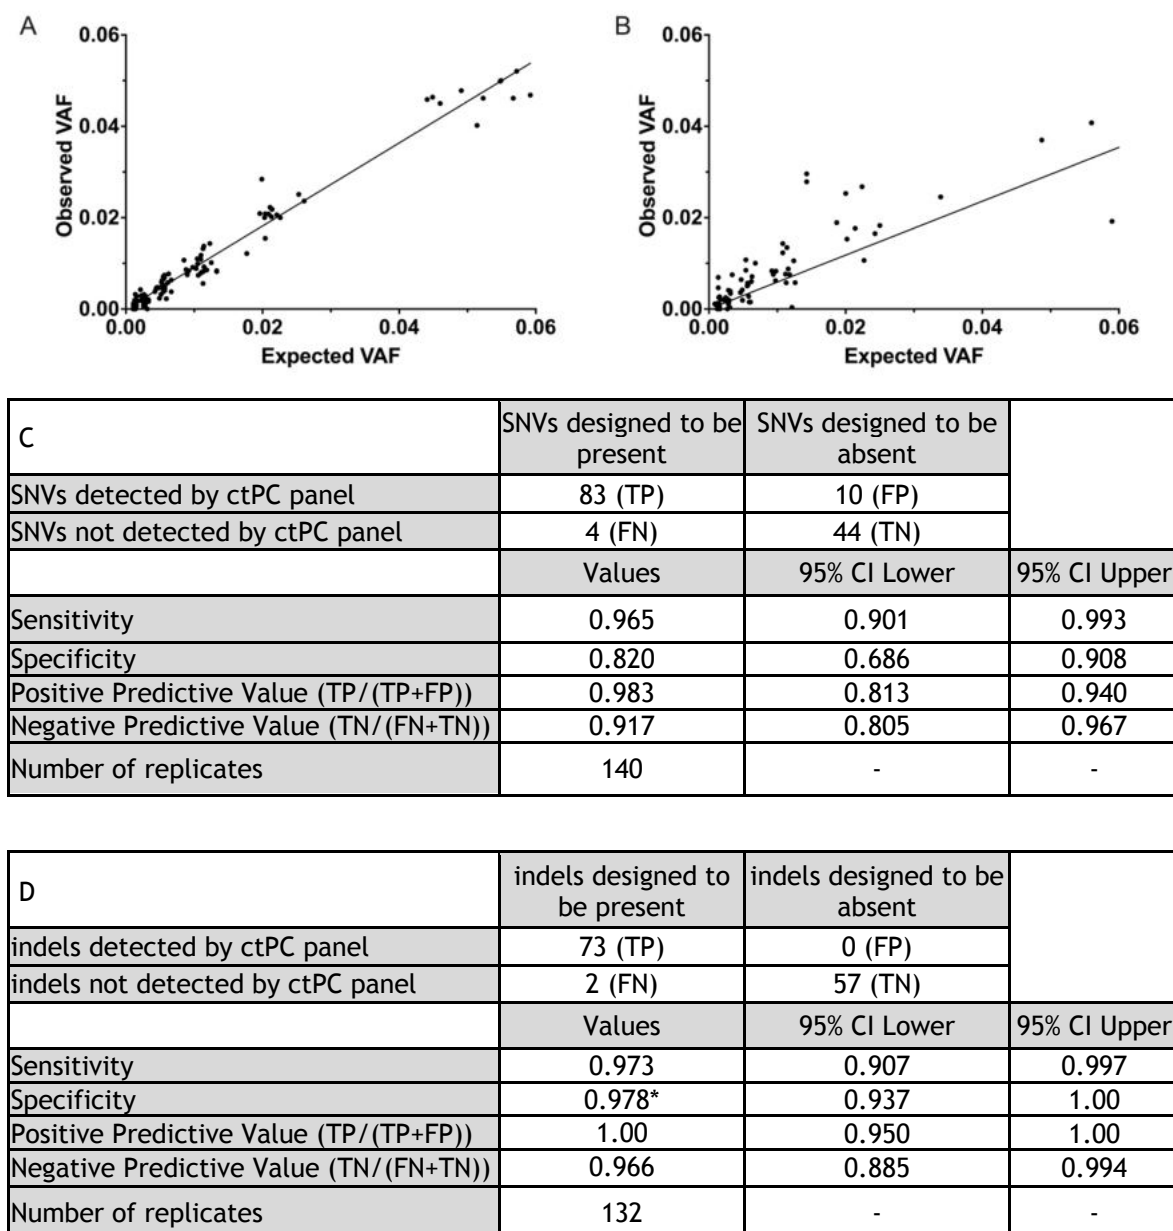 A
B
0.06
0.04
0.02
0.00
0.00 0.02 0.04 0.06
Observed VAF
Expected VAF
0.06
0.04
0.02
0.00
0.00 0.02 0.04 0.06
Observed VAF
Expected VAF
C
SNVs designed to be
present
SNVs designed to be
absent
SNVs detected by ctPC panel 83 (TP) 10 (FP)
SNVs not detected by ctPC panel 4 (FN) 44 (TN)
Values 95% CI Lower 95% CI Upper
Sensitivity 0.965 0.901 0.993
Specificity 0.820 0.686 0.908
Positive Predictive Value (TP/(TP+FP)) 0.983 0.813 0.940
Negative Predictive Value (TN/(FN+TN)) 0.917 0.805 0.967
Number of replicates 140 - -
D
indels designed to
be present
indels designed to be
absent
indels detected by ctPC panel 73 (TP) 0 (FP)
indels not detected by ctPC panel 2 (FN) 57 (TN)
Values 95% CI Lower 95% CI Upper
Sensitivity 0.973 0.907 0.997
Specificity 0.978* 0.937 1.00
Positive Predictive Value (TP/(TP+FP)) 1.00 0.950 1.00
Negative Predictive Value (TN/(FN+TN)) 0.966 0.885 0.994
Number of replicates 132 - -